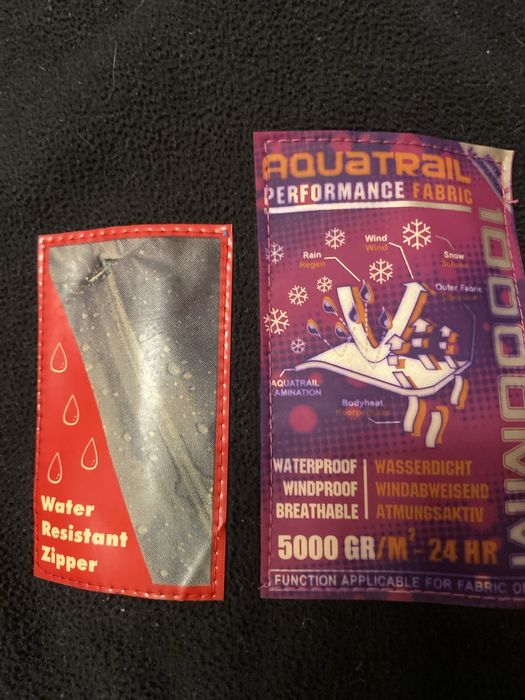 Water
Resistant
Zipper
AQUATRAIL
PERFORMANCE FABRIC
Wind
Wind
Rain
Regen
Snow
Outer Fabric
AQUATRAIL
LAMINATION
Bodyheat
WATERPROOF | WASSERDICHT
WINDPROOF | WINDABWEISEND
BREATHABLE | ATMUNGSAKTIV
5000 GR/M²- 24 HR
FUNCTION APPLICABLE FOR FABRIC
10000MM